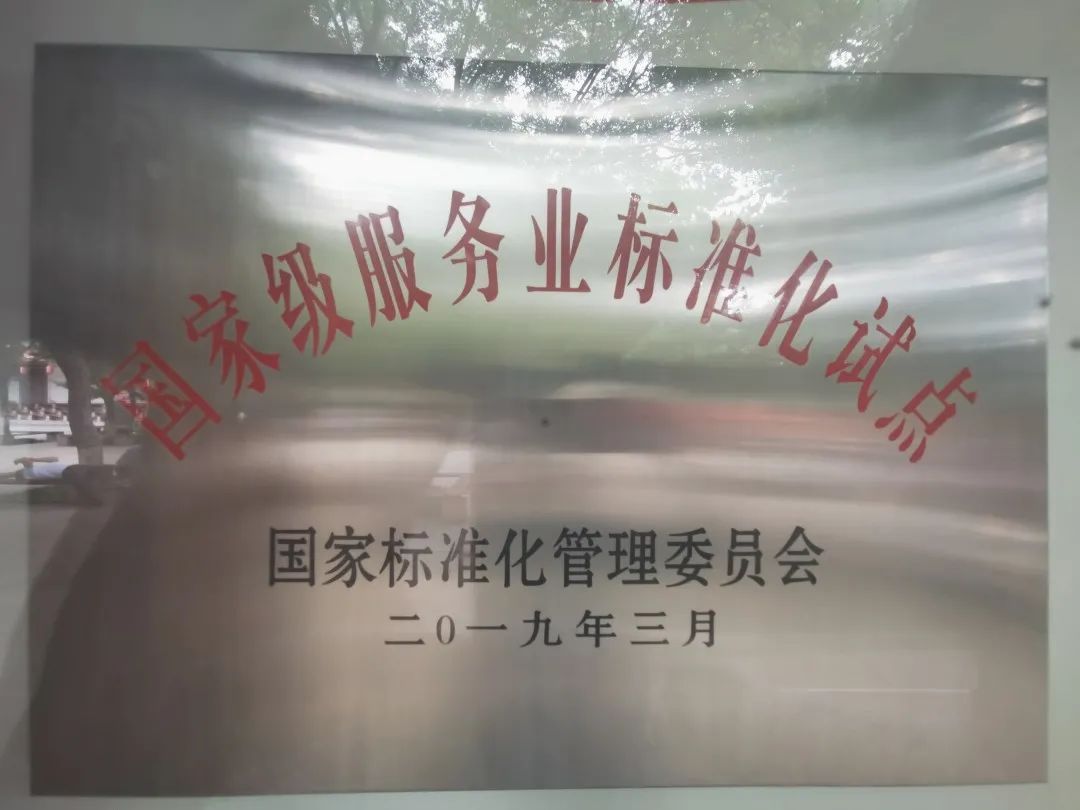 国家级服务业标准化试点
国家标准化管理委员会
二0一九年三月